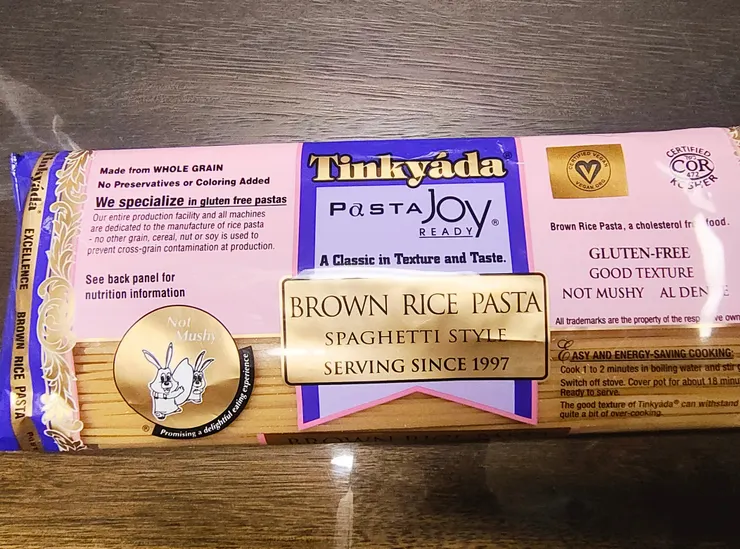 Tinkyáda®
EXCELLENCE
BROWN RICE PASTA
Made from WHOLE GRAIN
No Preservatives or Coloring Added
We specialize in gluten free pastas
Our entire production facility and all machines
are dedicated to the manufacture of rice pasta
- no other grain, cereal, nut or soy is used to
prevent cross-grain contamination at production.
See back panel for
nutrition information
Not
Mushy
® Promising a delightful eating experience
Tinkyáda®
PASTAJOY®
READY
A Classic in Texture and Taste.
BROWN RICE PASTA
SPAGHETTI STYLE
SERVING SINCE 1997
CERTIFIED VEGAN
V
VEGAN.ORG
CERTIFIED
COR
472
KOSHER
Brown Rice Pasta, a cholesterol food.
GLUTEN-FREE
GOOD TEXTURE
NOT MUSHY AL DENTE
All trademarks are the property of the own
EASY AND ENERGY-SAVING COOKING
Cook 1 to 2 minutes in boiling water and stir
Switch off stove. Cover pot for about 18
Ready to serve.
The good texture of Tinkyáda® can withstand
quite a bit of over-cooking.